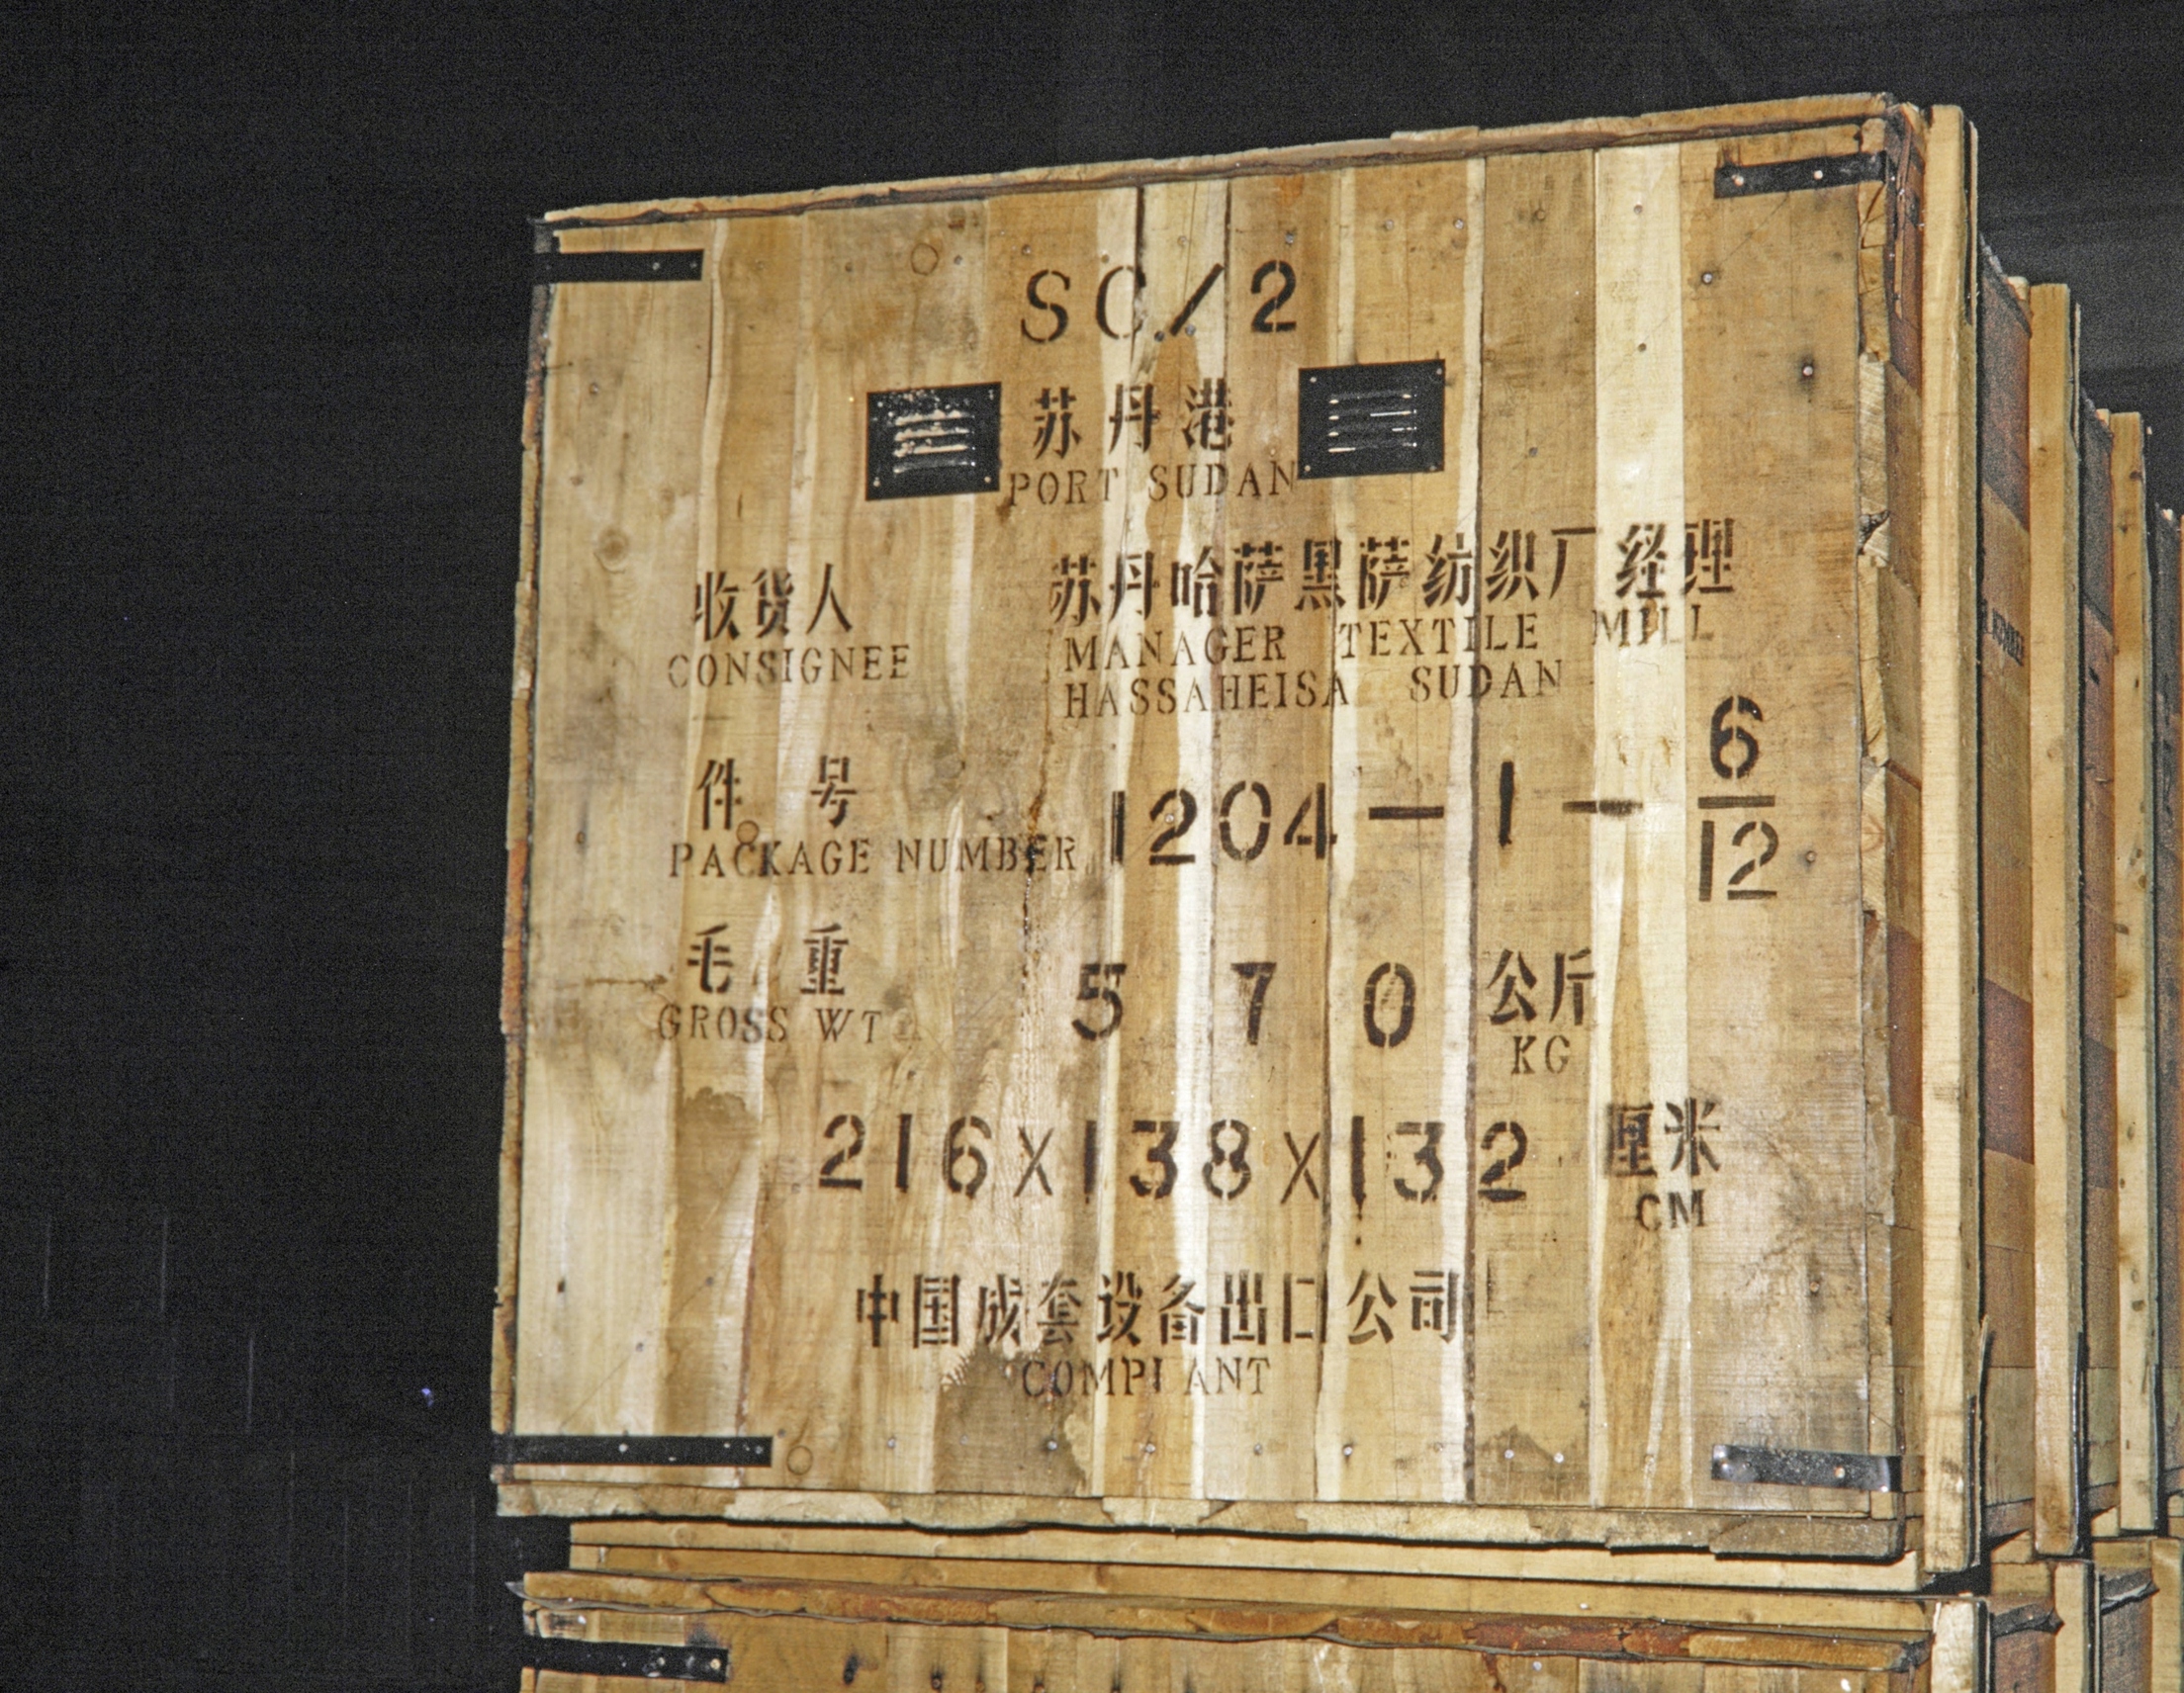 SC/2
苏丹港
PORT SUDAN
收货人 苏丹哈萨黑萨纺织厂经理
CONSIGNEE MANAGER TEXTILE MILL
HASSAHEISA SUDAN
件号
PACKAGE NUMBER 1204-1-6/12
毛重 570 公斤
GROSS WT KG
216X138X132 厘米
CM
中国成套设备出口公司
COMPLANT